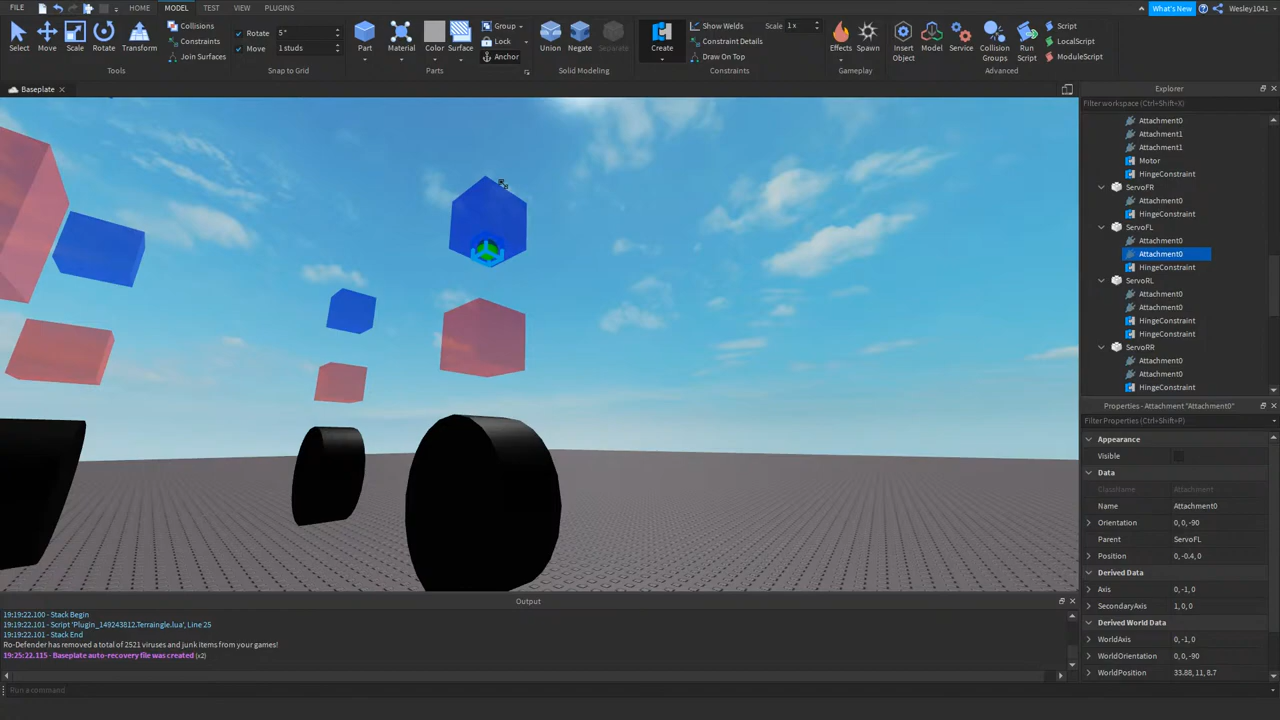 FILE HOME MODEL TEST VIEW PLUGINS What's New Wesley1041
Select Move Scale Rotate Transform
Collisions
Constraints
Join Surfaces
Tools
Rotate 5°
Move 1 studs
Snap to Grid
Part Material Color Surface
Group
Lock
Anchor
Parts
Union Negate Separate
Solid Modeling
Create
Show Welds Scale 1x
Constraint Details
Draw On Top
Constraints
Effects Spawn
Gameplay
Insert Object Model Service Collision Groups Run Script
Script
LocalScript
ModuleScript
Advanced
Baseplate
Explorer
Filter workspace (Ctrl+Shift+X)
Attachment0
Attachment1
Attachment1
Motor
HingeConstraint
ServoFR
Attachment0
HingeConstraint
ServoFL
Attachment0
Attachment0
HingeConstraint
ServoRL
Attachment0
Attachment0
HingeConstraint
HingeConstraint
ServoRR
Attachment0
Attachment0
HingeConstraint
Properties - Attachment "Attachment0"
Filter Properties (Ctrl+Shift+P)
Appearance
Visible
Data
ClassName Attachment
Name Attachment0
Orientation 0, 0, -90
Parent ServoFL
Position 0, -0.4, 0
Derived Data
Axis 0, -1, 0
SecondaryAxis 1, 0, 0
Derived World Data
WorldAxis 0, -1, 0
WorldOrientation 0, 0, -90
WorldPosition 33.88, 11, 8.7
Output
19:19:22.100 - Stack Begin
19:19:22.101 - Script 'Plugin_149243812.Terraingle.lua', Line 25
19:19:22.101 - Stack End
Ro-Defender has removed a total of 2521 viruses and junk items from your games!
19:25:22.115 - Baseplate auto-recovery file was created (x2)
Run a command